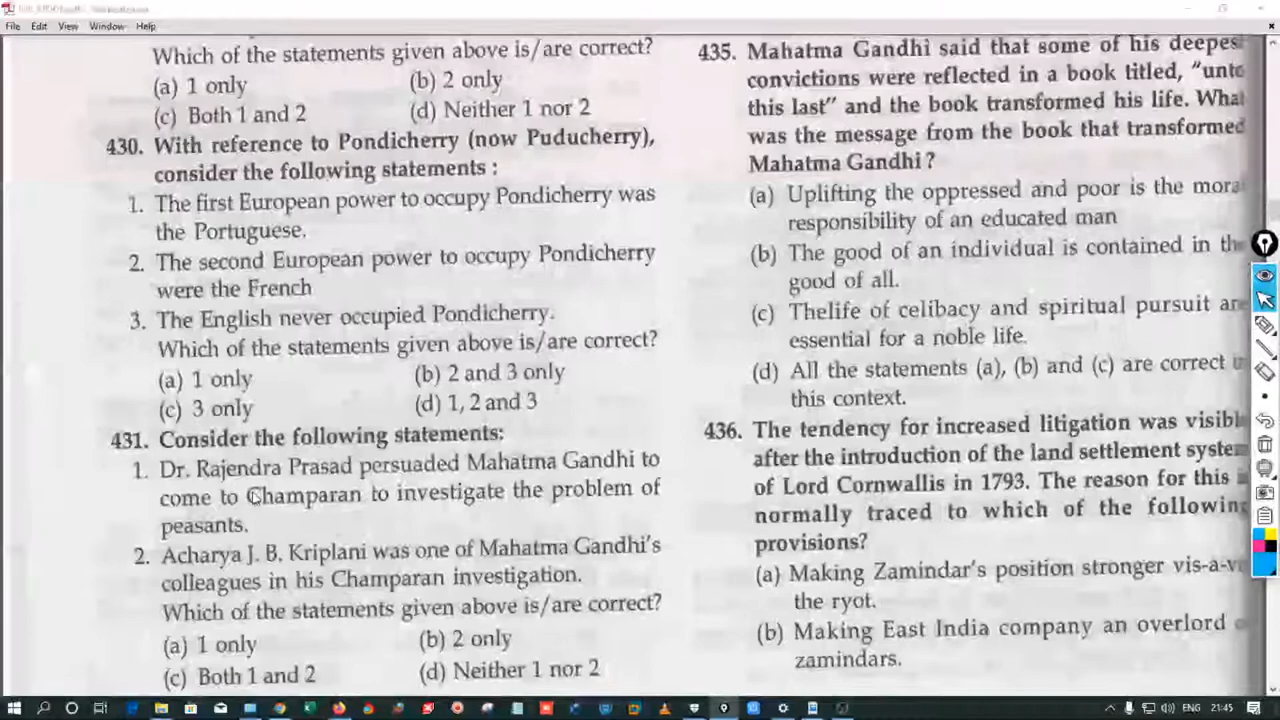 File Edit View Window Help
Which of the statements given above is/are correct?
(a) 1 only (b) 2 only
(c) Both 1 and 2 (d) Neither 1 nor 2
430. With reference to Pondicherry (now Puducherry),
consider the following statements :
1. The first European power to occupy Pondicherry was
the Portuguese.
2. The second European power to occupy Pondicherry
were the French
3. The English never occupied Pondicherry.
Which of the statements given above is/are correct?
(a) 1 only (b) 2 and 3 only
(c) 3 only (d) 1, 2 and 3
431. Consider the following statements:
1. Dr. Rajendra Prasad persuaded Mahatma Gandhi to
come to Champaran to investigate the problem of
peasants.
2. Acharya J. B. Kriplani was one of Mahatma Gandhi's
colleagues in his Champaran investigation.
Which of the statements given above is/are correct?
(a) 1 only (b) 2 only
(c) Both 1 and 2 (d) Neither 1 nor 2
435. Mahatma Gandhi said that some of his deepes
convictions were reflected in a book titled, "unto
this last" and the book transformed his life. What
was the message from the book that transformed
Mahatma Gandhi ?
(a) Uplifting the oppressed and poor is the mora
responsibility of an educated man
(b) The good of an individual is contained in the
good of all.
(c) Thelife of celibacy and spiritual pursuit are
essential for a noble life.
(d) All the statements (a), (b) and (c) are correct
this context.
436. The tendency for increased litigation was visibl
after the introduction of the land settlement system
of Lord Cornwallis in 1793. The reason for this
normally traced to which of the following
provisions?
(a) Making Zamindar's position stronger vis-a-v
the ryot.
(b) Making East India company an overlord
zamindars.
ENG 21:45